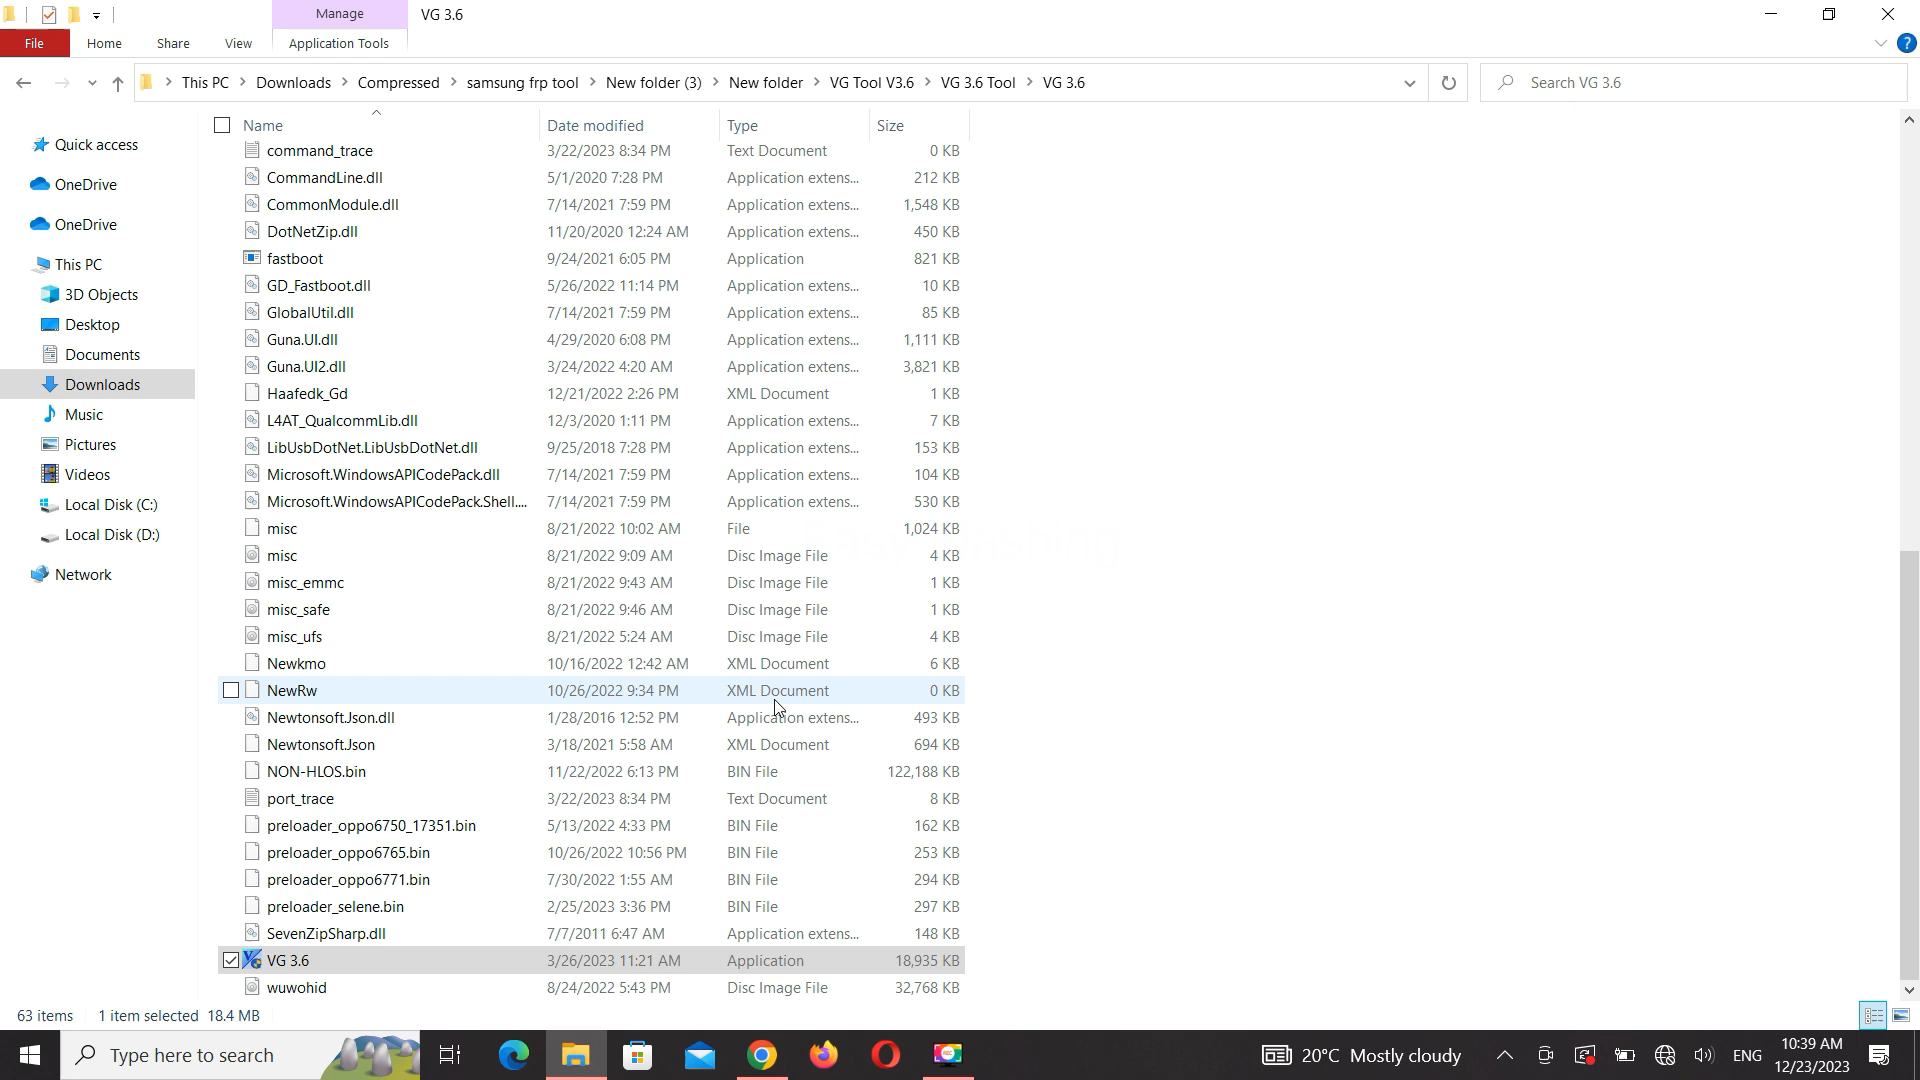 Manage
VG 3.6
File
Home
Share
View
Application Tools
This PC > Downloads > Compressed > samsung frp tool > New folder (3) > New folder > VG Tool V3.6 > VG 3.6 Tool > VG 3.6
Search VG 3.6
Quick access
OneDrive
OneDrive
This PC
3D Objects
Desktop
Documents
Downloads
Music
Pictures
Videos
Local Disk (C:)
Local Disk (D:)
Network
Name Date modified Type Size
command_trace 3/22/2023 8:34 PM Text Document 0 KB
CommandLine.dll 5/1/2020 7:28 PM Application extens... 212 KB
CommonModule.dll 7/14/2021 7:59 PM Application extens... 1,548 KB
DotNetZip.dll 11/20/2020 12:24 AM Application extens... 450 KB
fastboot 9/24/2021 6:05 PM Application 821 KB
GD_Fastboot.dll 5/26/2022 11:14 PM Application extens... 10 KB
GlobalUtil.dll 7/14/2021 7:59 PM Application extens... 85 KB
Guna.UI.dll 4/29/2020 6:08 PM Application extens... 1,111 KB
Guna.UI2.dll 3/24/2022 4:20 AM Application extens... 3,821 KB
Haafedk_Gd 12/21/2022 2:26 PM XML Document 1 KB
L4AT_QualcommLib.dll 12/3/2020 1:11 PM Application extens... 7 KB
LibUsbDotNet.LibUsbDotNet.dll 9/25/2018 7:28 PM Application extens... 153 KB
Microsoft.WindowsAPICodePack.dll 7/14/2021 7:59 PM Application extens... 104 KB
Microsoft.WindowsAPICodePack.Shell.... 7/14/2021 7:59 PM Application extens... 530 KB
misc 8/21/2022 10:02 AM File 1,024 KB
misc 8/21/2022 9:09 AM Disc Image File 4 KB
misc_emmc 8/21/2022 9:43 AM Disc Image File 1 KB
misc_safe 8/21/2022 9:46 AM Disc Image File 1 KB
misc_ufs 8/21/2022 5:24 AM Disc Image File 4 KB
Newkmo 10/16/2022 12:42 AM XML Document 6 KB
NewRw 10/26/2022 9:34 PM XML Document 0 KB
Newtonsoft.Json.dll 1/28/2016 12:52 PM Application extens... 493 KB
Newtonsoft.Json 3/18/2021 5:58 AM XML Document 694 KB
NON-HLOS.bin 11/22/2022 6:13 PM BIN File 122,188 KB
port_trace 3/22/2023 8:34 PM Text Document 8 KB
preloader_oppo6750_17351.bin 5/13/2022 4:33 PM BIN File 162 KB
preloader_oppo6765.bin 10/26/2022 10:56 PM BIN File 253 KB
preloader_oppo6771.bin 7/30/2022 1:55 AM BIN File 294 KB
preloader_selene.bin 2/25/2023 3:36 PM BIN File 297 KB
SevenZipSharp.dll 7/7/2011 6:47 AM Application extens... 148 KB
VG 3.6 3/26/2023 11:21 AM Application 18,935 KB
wuwohid 8/24/2022 5:43 PM Disc Image File 32,768 KB
63 items 1 item selected 18.4 MB
Type here to search
20°C Mostly cloudy
ENG
10:39 AM
12/23/2023